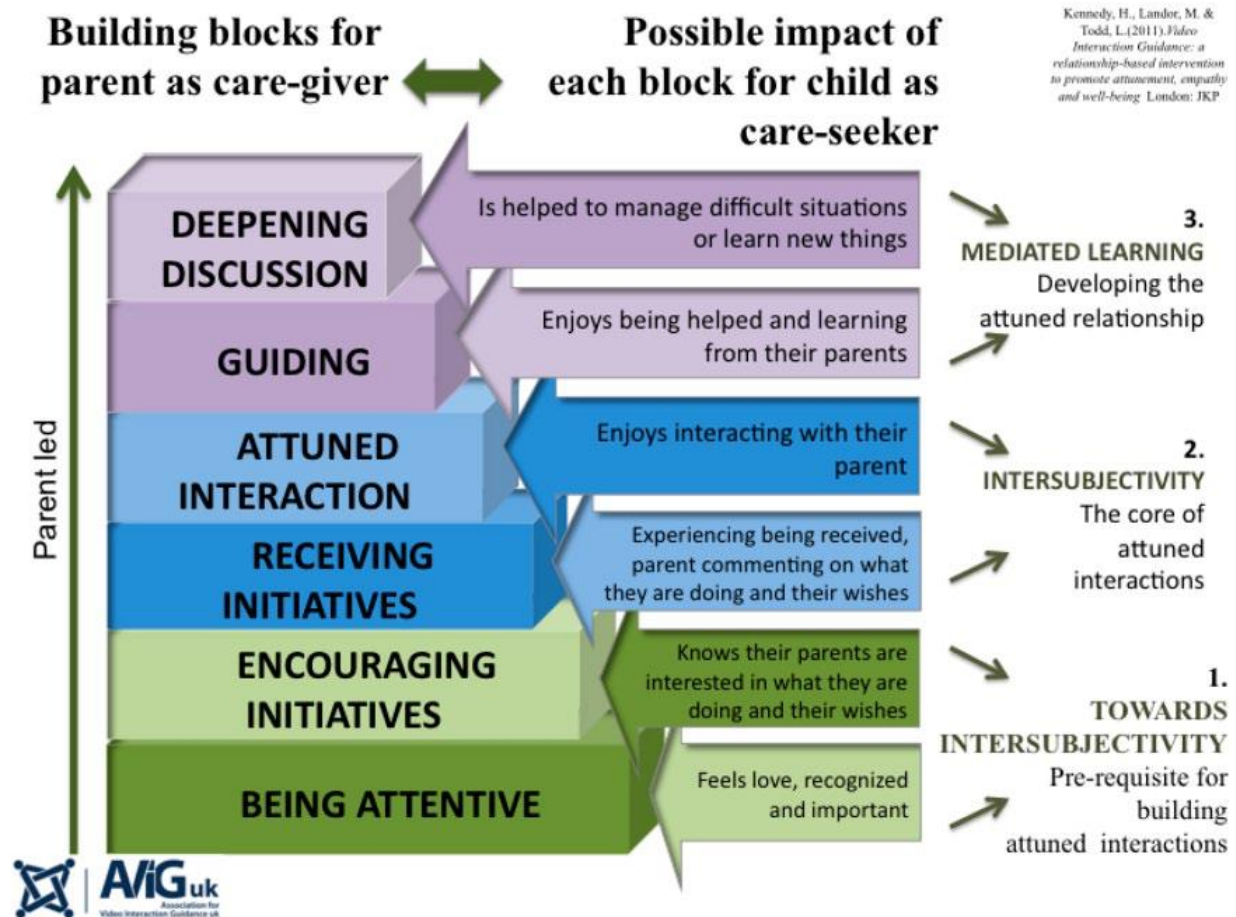 Building blocks for
parent as care-giver
Possible impact of
each block for child as
care-seeker
Kennedy, H., Landor, M. &
Todd, L.(2011).Video
Interaction Guidance: a
relationship-based intervention
to promote attunement, empathy
and well-being London: JKP
Parent led
DEEPENING
DISCUSSION
Is helped to manage difficult situations
or learn new things
GUIDING
Enjoys being helped and learning
from their parents
3.
MEDIATED LEARNING
Developing the
attuned relationship
ATTUNED
INTERACTION
Enjoys interacting with their
parent
RECEIVING
INITIATIVES
Experiencing being received,
parent commenting on what
they are doing and their wishes
2.
INTERSUBJECTIVITY
The core of
attuned
interactions
ENCOURAGING
INITIATIVES
Knows their parents are
interested in what they are
doing and their wishes
BEING ATTENTIVE
Feels love, recognized
and important
1.
TOWARDS
INTERSUBJECTIVITY
Pre-requisite for
building
attuned interactions
AViGuk
Association for
Video Interaction Guidance uk